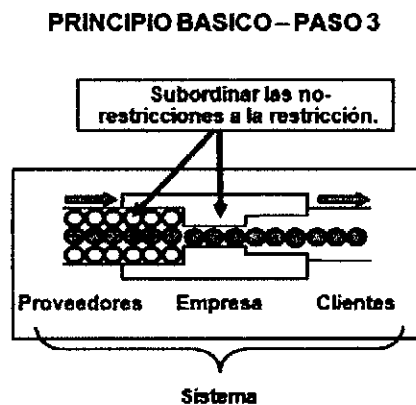 PRINCIPIO BASICO – PASO 3
Subordinar las no-
restricciones a la restricción.
Proveedores Empresa Clientes
Sistema